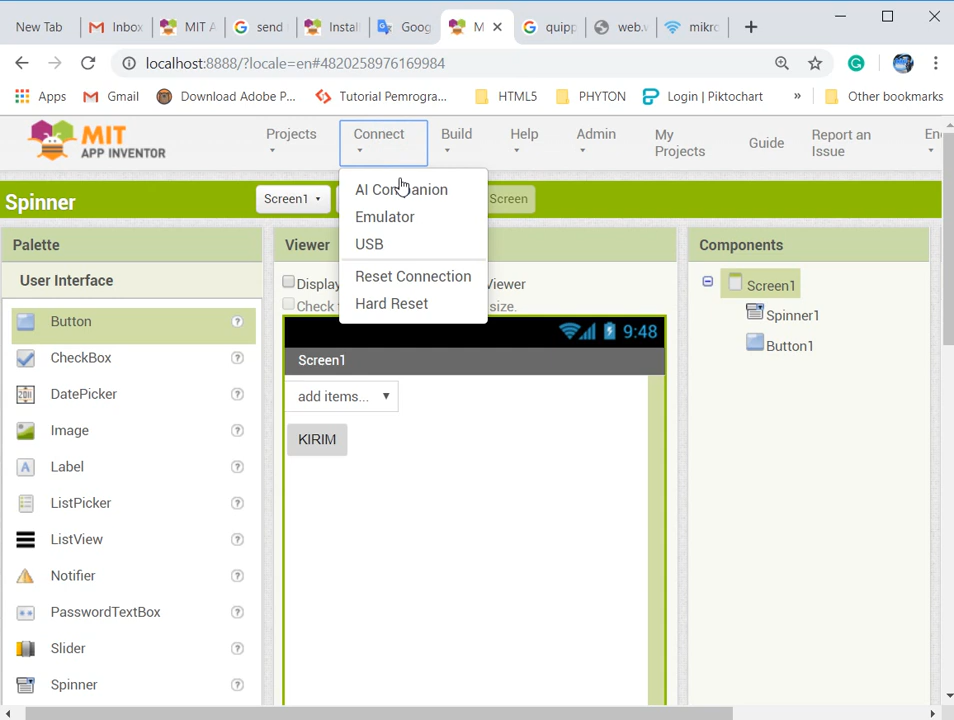 New Tab
Inbox
MIT A
send
Install
Goog
M
quipp
web.
mikro
localhost:8888/?locale=en#4820258976169984
Apps
Gmail
Download Adobe P...
Tutorial Pemrogra...
HTML5
PHYTON
Login | Piktochart
»
Other bookmarks
MIT
APP INVENTOR
Projects
Connect
Build
Help
Admin
My
Projects
Guide
Report an
Issue
En
Spinner
Screen1
Screen
AI Companion
Emulator
USB
Reset Connection
Hard Reset
Palette
Viewer
Components
User Interface
Display
Viewer
Check
size.
Button
CheckBox
DatePicker
Image
Label
ListPicker
ListView
Notifier
PasswordTextBox
Slider
Spinner
9:48
Screen1
add items...
KIRIM
Screen1
Spinner1
Button1